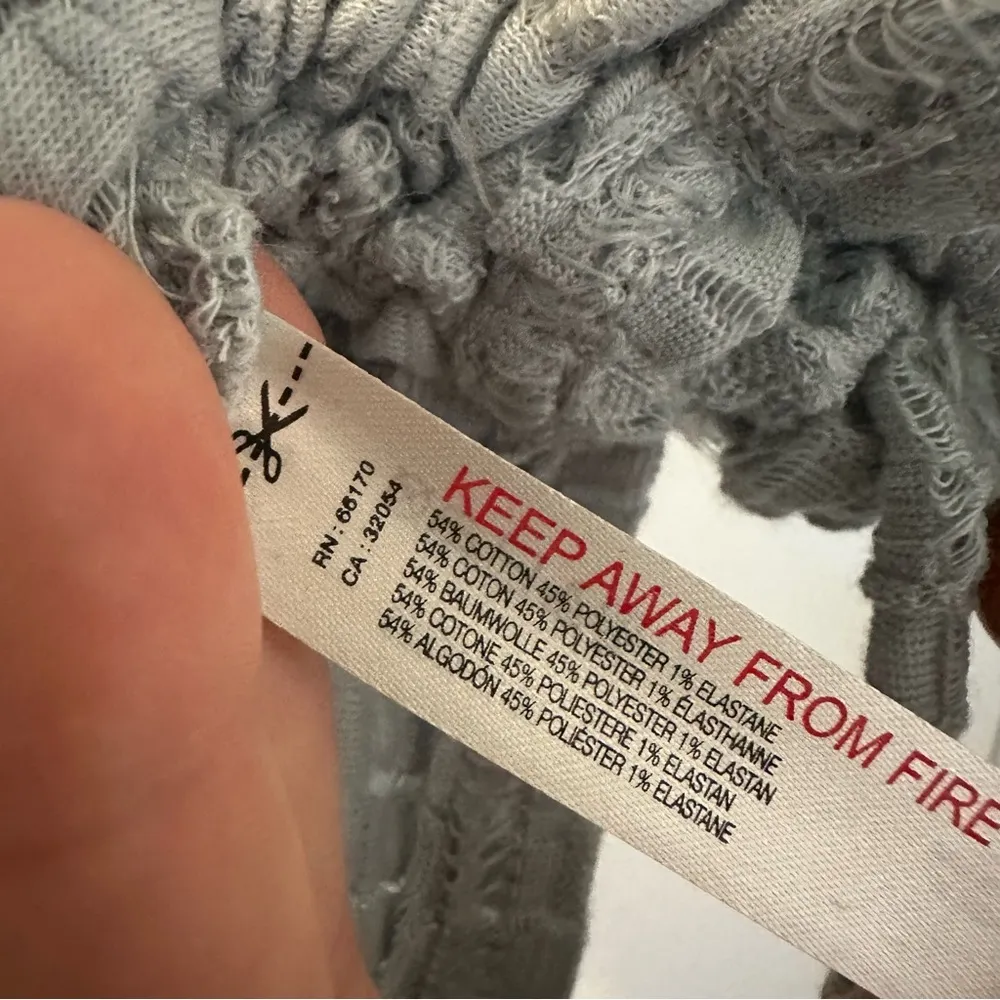 RN : 66170
CA : 32054
KEEP AWAY FROM FIRE
54% COTTON 45% POLYESTER 1% ELASTANE
54% COTON 45% POLYESTER 1% ÉLASTHANNE
54% BAUMWOLLE 45% POLYESTER 1% ELASTAN
54% COTONE 45% POLIESTERE 1% ELASTAN
54% ALGODÓN 45% POLIÉSTER 1% ELASTANE